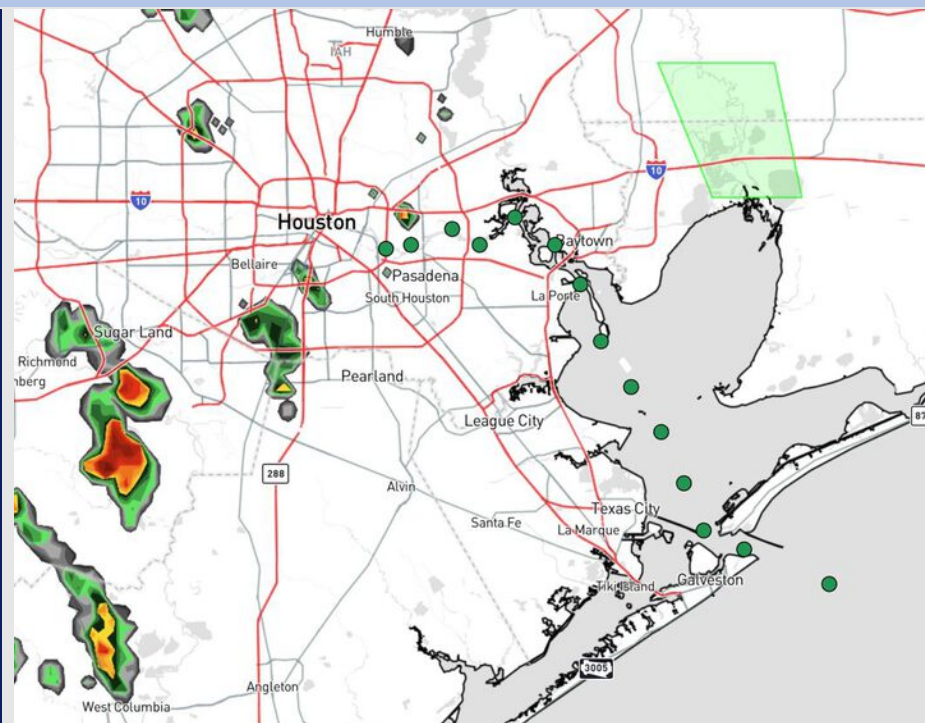 Humble
IAH
10
10
Houston
Baytown
Bellaire
Pasadena
South Houston
La Porte
Sugar Land
Richmond
nberg
Pearland
League City
87
288
Alvin
Texas City
Santa Fe
La Marque
Tiki Island
Galveston
3005
Angleton
West Columbia